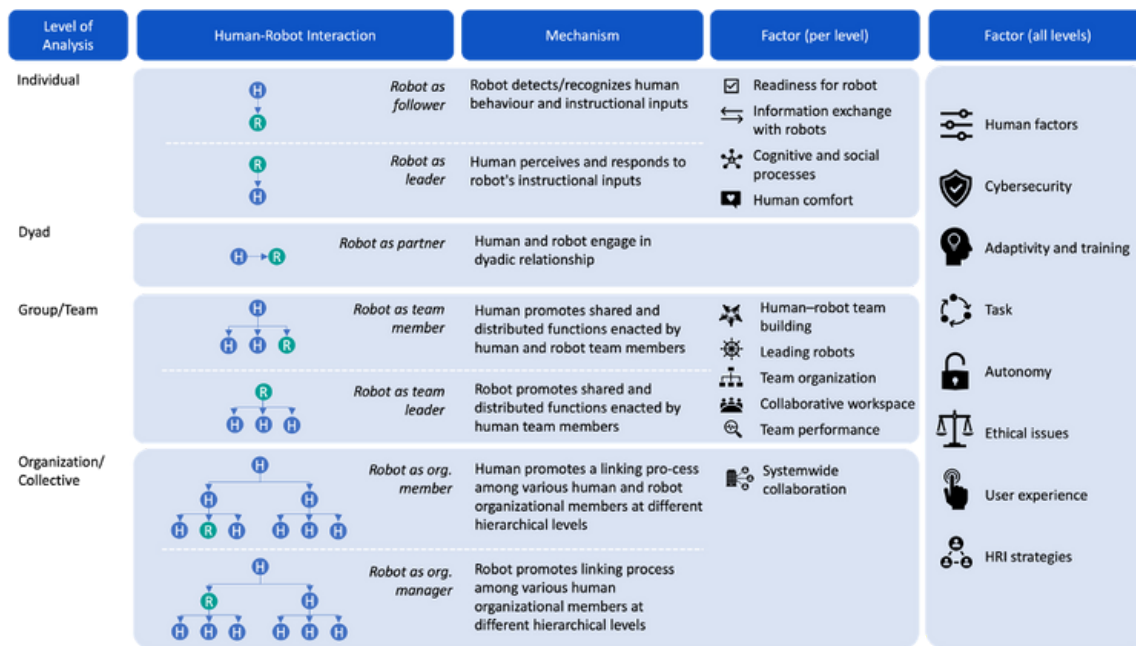 Level of
Analysis
Human-Robot Interaction
Mechanism
Factor (per level)
Factor (all levels)
Individual
H
R
Robot as
follower
Robot detects/recognizes human
behaviour and instructional inputs
R
H
Robot as
leader
Human perceives and responds to
robot's instructional inputs
Readiness for robot
Information exchange
with robots
Cognitive and social
processes
Human comfort
Dyad
H R
Robot as partner
Human and robot engage in
dyadic relationship
Group/Team
H
H H R
Robot as team
member
Human promotes shared and
distributed functions enacted by
human and robot team members
R
H H H
Robot as team
leader
Robot promotes shared and
distributed functions enacted by
human team members
Human–robot team
building
Leading robots
Team organization
Collaborative workspace
Team performance
Organization/
Collective
H
H H
H R H H H H
Robot as org.
member
Human promotes a linking pro-cess
among various human and robot
organizational members at different
hierarchical levels
H
R H
H H H H H H
Robot as org.
manager
Robot promotes linking process
among various human
organizational members at
different hierarchical levels
Systemwide
collaboration
Human factors
Cybersecurity
Adaptivity and training
Task
Autonomy
Ethical issues
User experience
HRI strategies